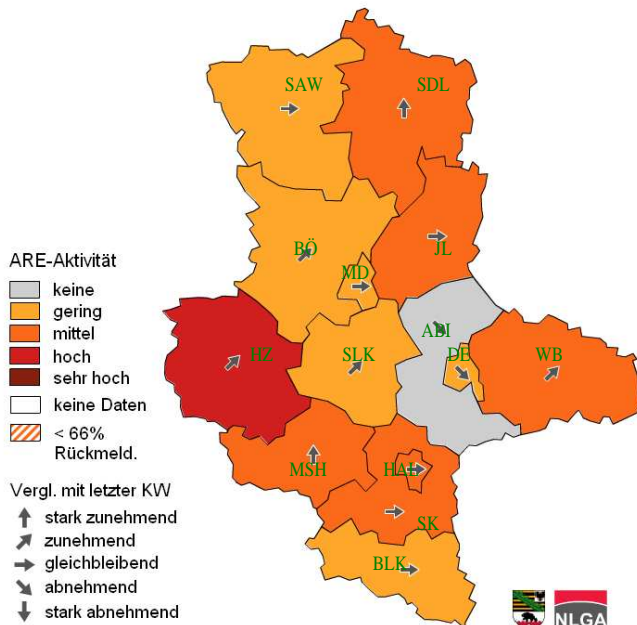 SAW
SDL
BÖ
JL
MD
ABI
HZ
SLK
DE
WB
MSH
HAL
SK
BLK
ARE-Aktivität
keine
gering
mittel
hoch
sehr hoch
keine Daten
< 66%
Rückmeld.
Vergl. mit letzter KW
stark zunehmend
zunehmend
gleichbleibend
abnehmend
stark abnehmend
NLGA